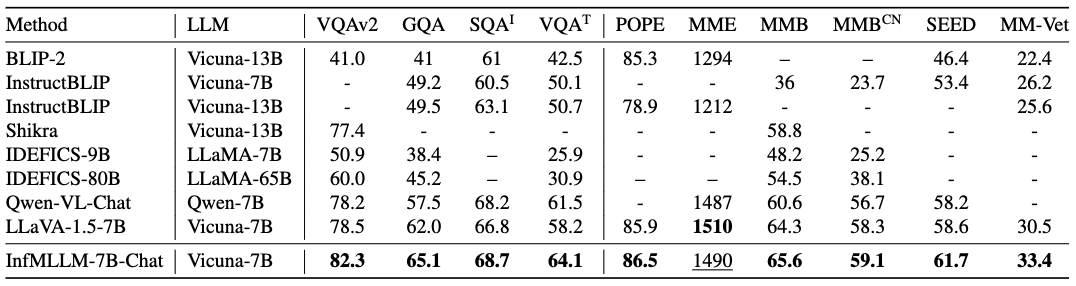 Method LLM VQAv2 GQA SQA^I VQA^T POPE MME MMB MMB^CN SEED MM-Vet
BLIP-2 Vicuna-13B 41.0 41 61 42.5 85.3 1294 – – 46.4 22.4
InstructBLIP Vicuna-7B - 49.2 60.5 50.1 - - 36 23.7 53.4 26.2
InstructBLIP Vicuna-13B - 49.5 63.1 50.7 78.9 1212 - - - 25.6
Shikra Vicuna-13B 77.4 - - - - - 58.8 - - -
IDEFICS-9B LLaMA-7B 50.9 38.4 – 25.9 - - 48.2 25.2 - -
IDEFICS-80B LLaMA-65B 60.0 45.2 – 30.9 – – 54.5 38.1 - -
Qwen-VL-Chat Qwen-7B 78.2 57.5 68.2 61.5 - 1487 60.6 56.7 58.2 -
LLaVA-1.5-7B Vicuna-7B 78.5 62.0 66.8 58.2 85.9 1510 64.3 58.3 58.6 30.5
InfMLLM-7B-Chat Vicuna-7B 82.3 65.1 68.7 64.1 86.5 1490 65.6 59.1 61.7 33.4